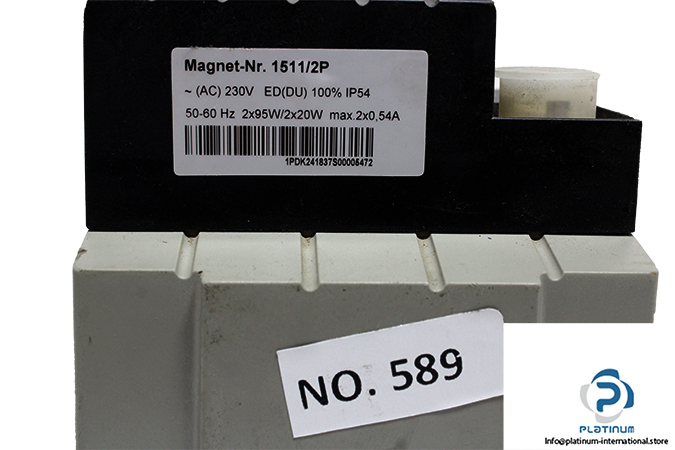 Magnet-Nr. 1511/2P
~ (AC) 230V ED(DU) 100% IP54
50-60 Hz 2x95W/2x20W max.2x0,54A
1PDK241837S00005472
NO. 589
PLATINUM
Info@platinum-international.store